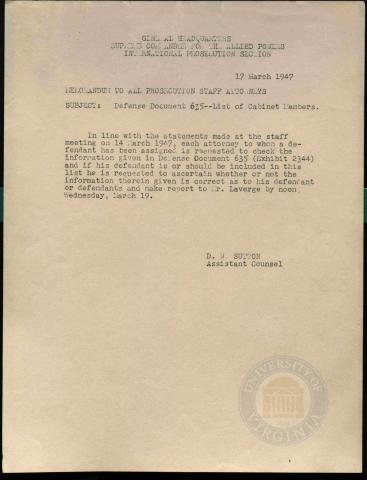 GENERAL HEADQUARTERS
SUPREME COMMANDER FOR THE ALLIED POWERS
INTERNATIONAL PROSECUTION SECTION
17 March 1947
MEMORANDUM TO ALL PROSECUTION STAFF ATTORNEYS
SUBJECT: Defense Document 635--List of Cabinet Members.
In line with the statements made at the staff
meeting on 14 March 1947, each attorney to whom a de-
fendant has been assigned is requested to check the
information given in Defense Document 635 (Exhibit 2344)
and if his defendant is or should be included in this
list he is requested to ascertain whether or not the
information therein given is correct as to his defendant
or defendants and make report to Mr. Laverge by noon
Wednesday, March 19.
D. N. SUTTON
Assistant Counsel
UNIVERSITY OF
VIRGINIA